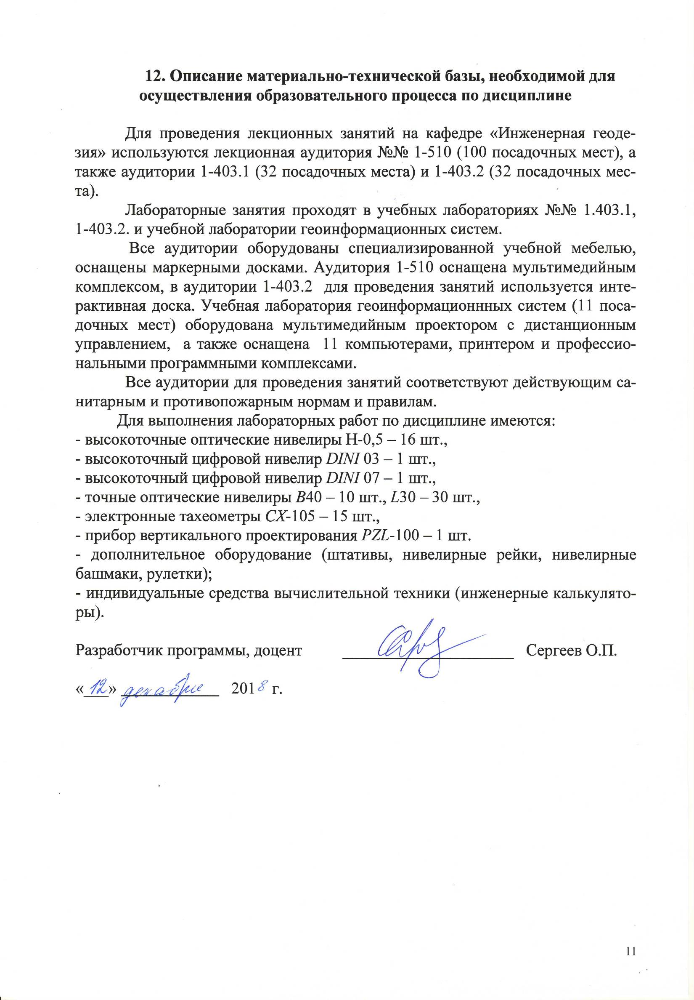 12. Описание материально-технической базы, необходимой для
осуществления образовательного процесса по дисциплине
Для проведения лекционных занятий на кафедре «Инженерная геоде-
зия» используются лекционная аудитория №№ 1-510 (100 посадочных мест), а
также аудитории 1-403.1 (32 посадочных места) и 1-403.2 (32 посадочных мес-
та).
Лабораторные занятия проходят в учебных лабораториях №№ 1.403.1,
1-403.2. и учебной лаборатории геоинформационных систем.
Все аудитории оборудованы специализированной учебной мебелью,
оснащены маркерными досками. Аудитория 1-510 оснащена мультимедийным
комплексом, в аудитории 1-403.2 для проведения занятий используется инте-
рактивная доска. Учебная лаборатория геоинформационнных систем (11 поса-
дочных мест) оборудована мультимедийным проектором с дистанционным
управлением, а также оснащена 11 компьютерами, принтером и профессио-
нальными программными комплексами.
Все аудитории для проведения занятий соответствуют действующим са-
нитарным и противопожарным нормам и правилам.
Для выполнения лабораторных работ по дисциплине имеются:
- высокоточные оптические нивелиры Н-0,5 – 16 шт.,
- высокоточный цифровой нивелир DINI 03 – 1 шт.,
- высокоточный цифровой нивелир DINI 07 – 1 шт.,
- точные оптические нивелиры B40 – 10 шт., L30 – 30 шт.,
- электронные тахеометры CX-105 – 15 шт.,
- прибор вертикального проектирования PZL-100 – 1 шт.
- дополнительное оборудование (штативы, нивелирные рейки, нивелирные
башмаки, рулетки);
- индивидуальные средства вычислительной техники (инженерные калькулято-
ры).
Разработчик программы, доцент Сергеев О.П.
«12» декабря 2018 г.
11